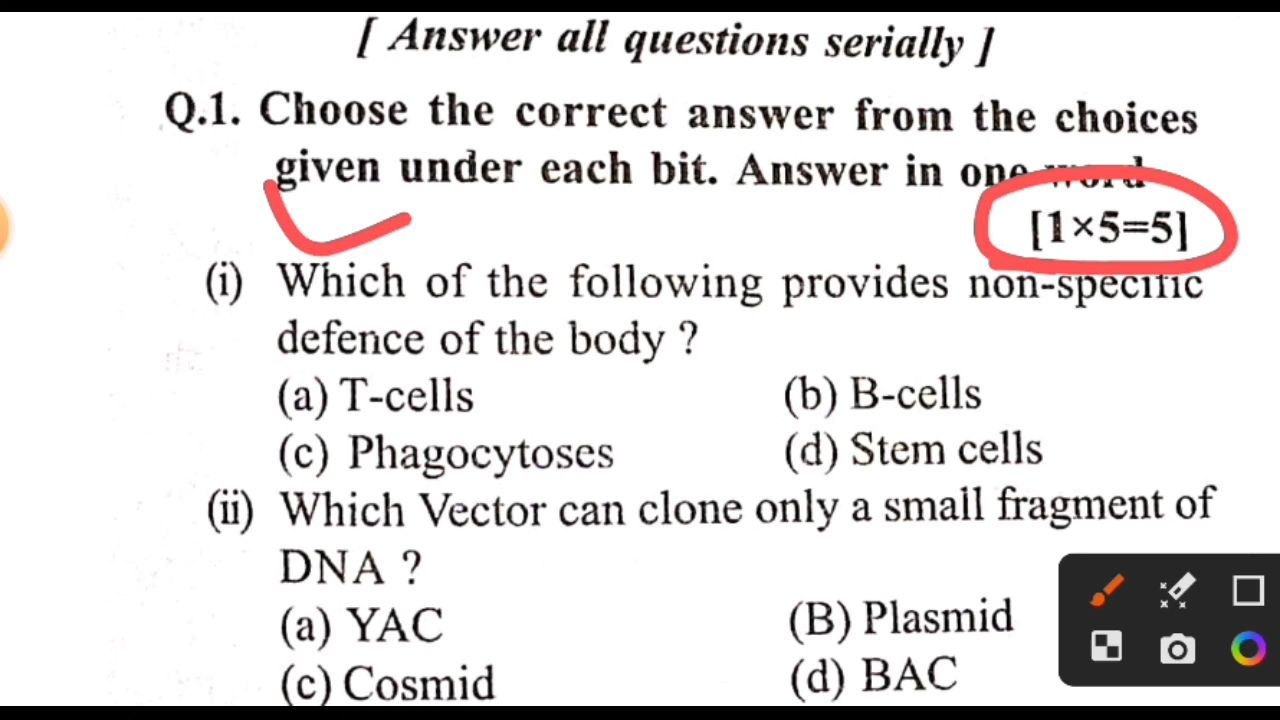 [ Answer all questions serially ]
Q.1. Choose the correct answer from the choices
given under each bit. Answer in one word
[1×5=5]
(i) Which of the following provides non-specific
defence of the body ?
(a) T-cells (b) B-cells
(c) Phagocytoses (d) Stem cells
(ii) Which Vector can clone only a small fragment of
DNA ?
(a) YAC (B) Plasmid
(c) Cosmid (d) BAC